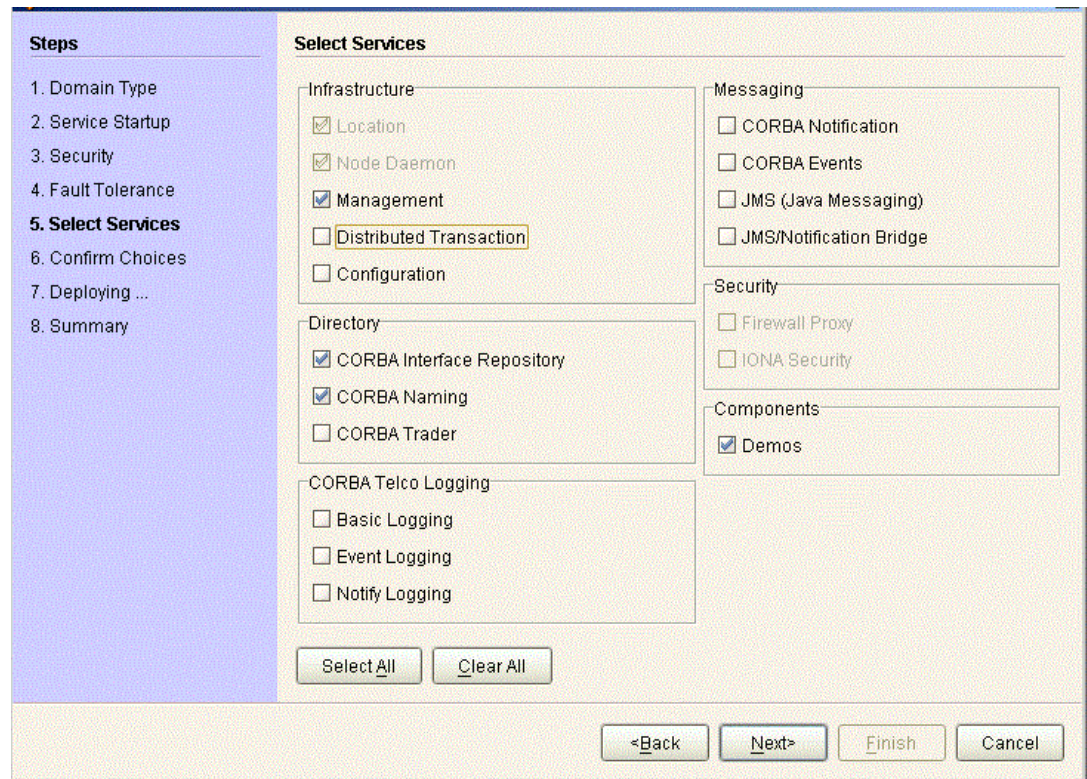 Steps
1. Domain Type
2. Service Startup
3. Security
4. Fault Tolerance
5. Select Services
6. Confirm Choices
7. Deploying ...
8. Summary
Select Services
Infrastructure
Location
Node Daemon
Management
Distributed Transaction
Configuration
Directory
CORBA Interface Repository
CORBA Naming
CORBA Trader
CORBA Telco Logging
Basic Logging
Event Logging
Notify Logging
Messaging
CORBA Notification
CORBA Events
JMS (Java Messaging)
JMS/Notification Bridge
Security
Firewall Proxy
IONA Security
Components
Demos
Select All
Clear All
<Back
Next>
Finish
Cancel